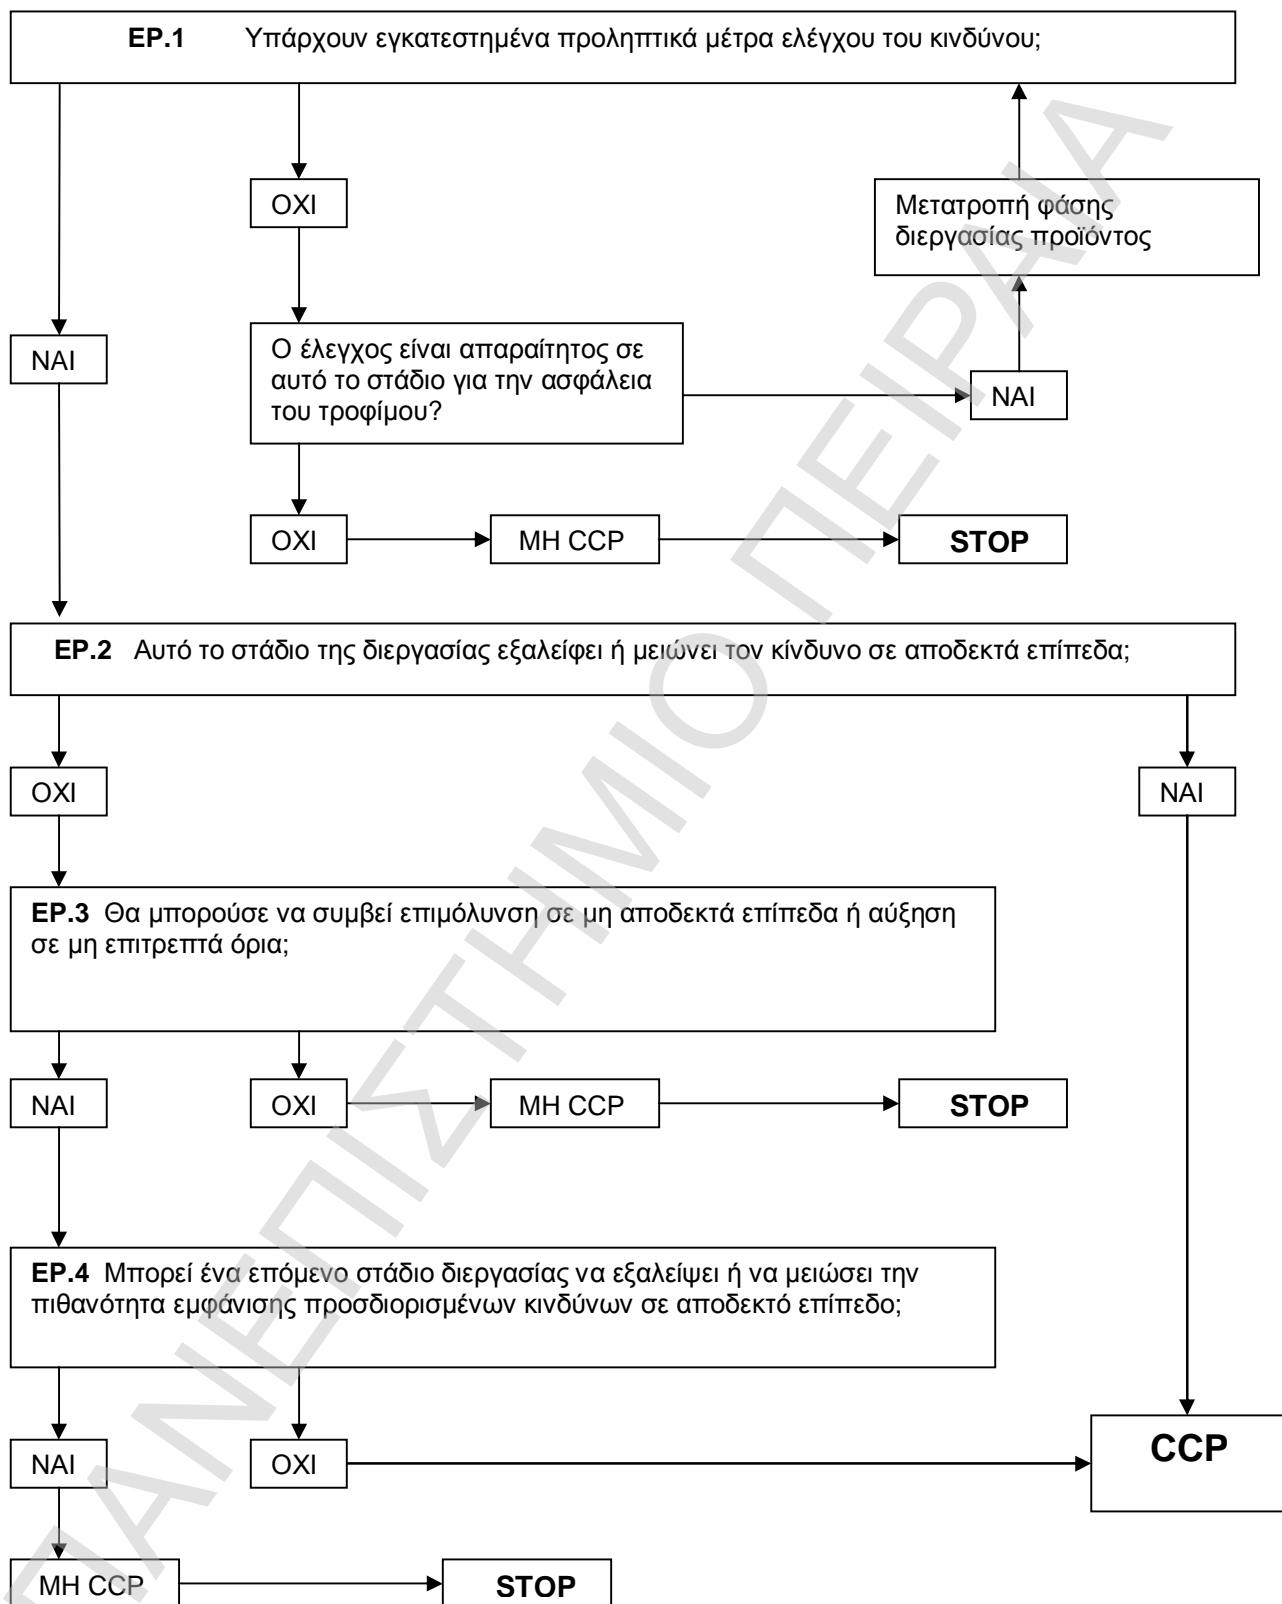 ΕΡ.1 Υπάρχουν εγκατεστημένα προληπτικά μέτρα ελέγχου του κινδύνου;
ΟΧΙ
Μετατροπή φάσης
διεργασίας προϊόντος
ΝΑΙ
Ο έλεγχος είναι απαραίτητος σε
αυτό το στάδιο για την ασφάλεια
του τροφίμου?
ΝΑΙ
ΟΧΙ
ΜΗ CCP
STOP
ΕΡ.2 Αυτό το στάδιο της διεργασίας εξαλείφει ή μειώνει τον κίνδυνο σε αποδεκτά επίπεδα;
ΟΧΙ
ΝΑΙ
ΕΡ.3 Θα μπορούσε να συμβεί επιμόλυνση σε μη αποδεκτά επίπεδα ή αύξηση
σε μη επιτρεπτά όρια;
ΝΑΙ
ΟΧΙ
ΜΗ CCP
STOP
ΕΡ.4 Μπορεί ένα επόμενο στάδιο διεργασίας να εξαλείψει ή να μειώσει την
πιθανότητα εμφάνισης προσδιορισμένων κινδύνων σε αποδεκτό επίπεδο;
ΝΑΙ
ΟΧΙ
CCP
ΜΗ CCP
STOP
ΠΑΝΕΠΙΣΤΗΜΙΟ ΠΕΙΡΑΙΑ